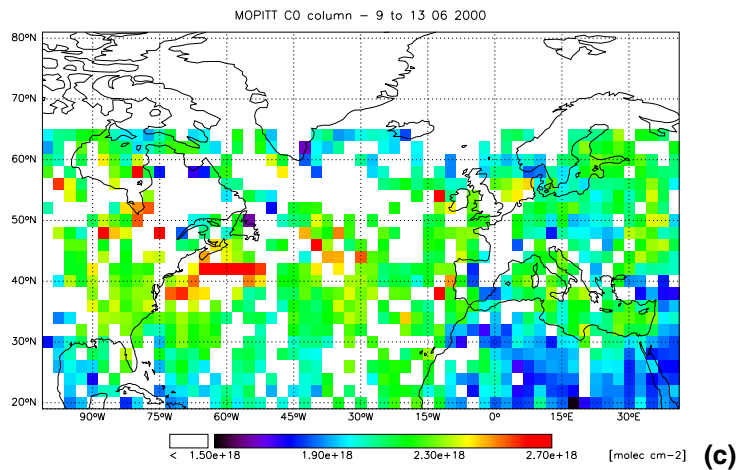 MOPITT CO column – 9 to 13 06 2000
80°N
70°N
60°N
50°N
40°N
30°N
20°N
90°W 75°W 60°W 45°W 30°W 15°W 0°E 15°E 30°E
< 1.50e+18 1.90e+18 2.30e+18 2.70e+18 [molec cm-2]
(c)